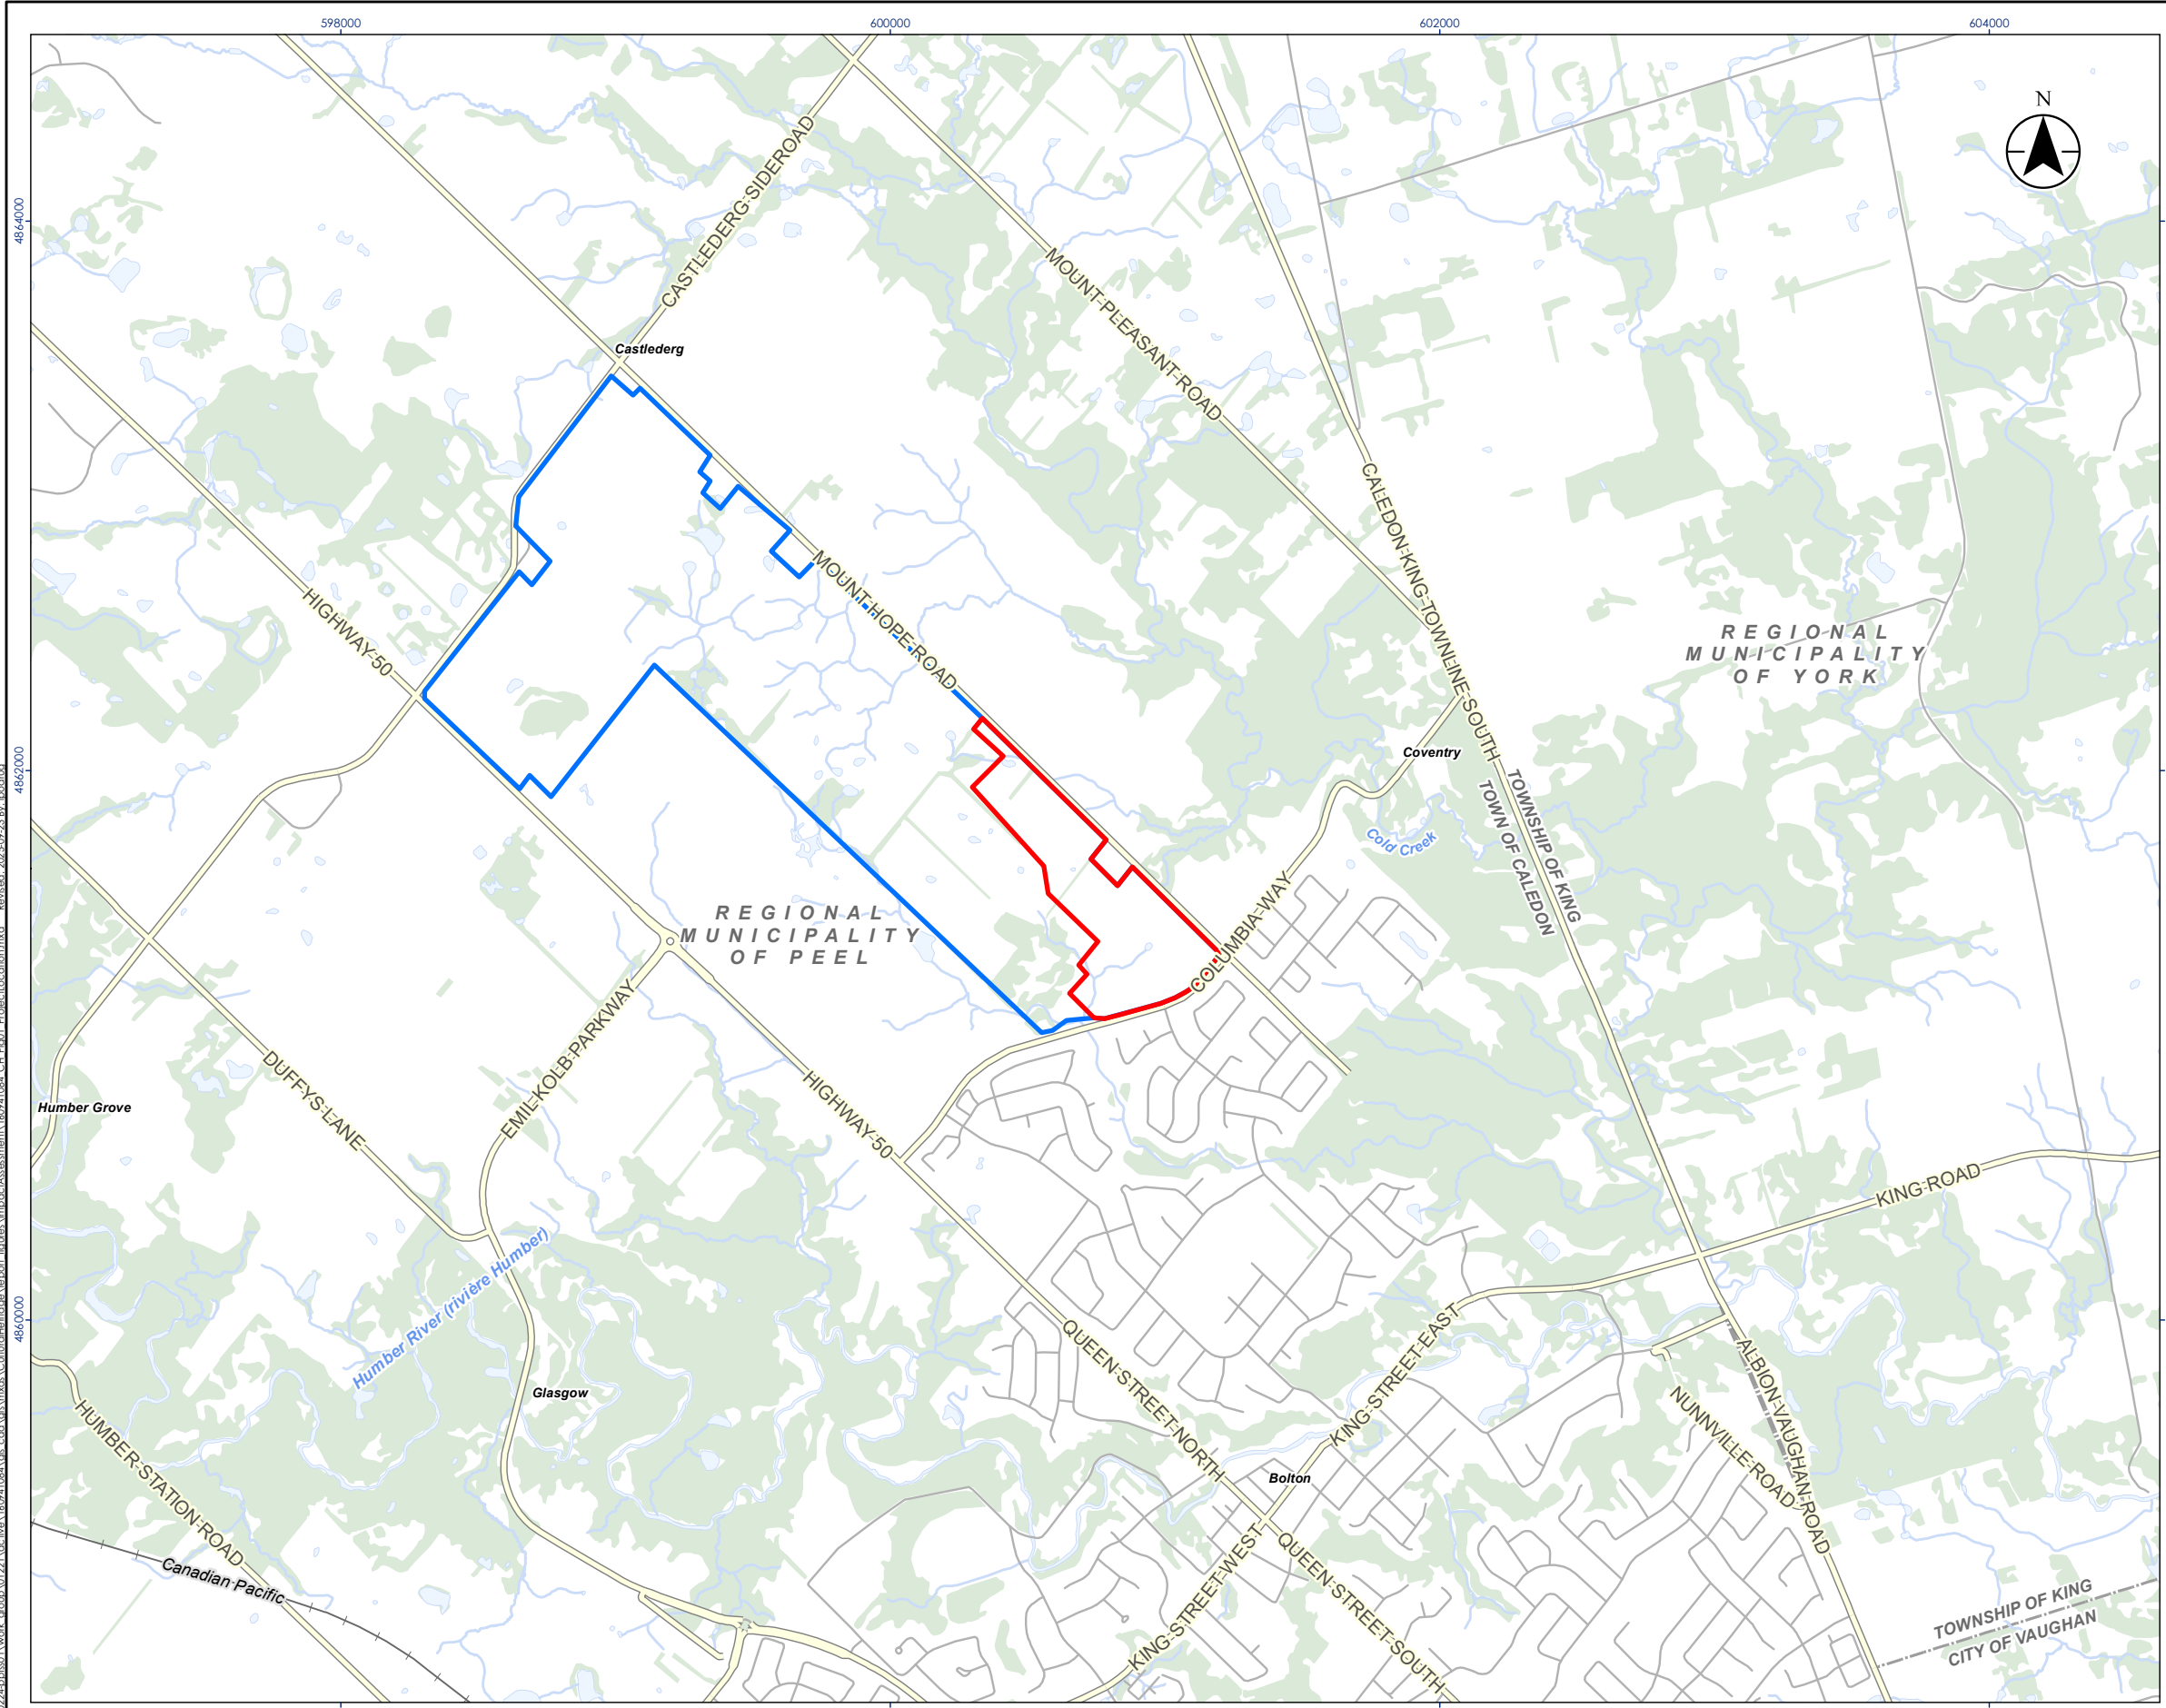 598000
600000
602000
604000
N
CASTLEDERG SIDEROAD
4864000
MOUNT PLEASANT ROAD
Castlederg
CALEDON KING TOWNLINE SOUTH
MOUNT HOPE ROAD
HIGHWAY 50
REGIONAL
MUNICIPALITY
OF YORK
4862000
Coventry
TOWNSHIP OF KING
TOWN OF CALEDON
Cold Creek
COLUMBIA WAY
REGIONAL
MUNICIPALITY
OF PEEL
EMIL KOLB PARKWAY
DUFFYS LANE
HIGHWAY 50
Humber Grove
KING ROAD
Humber River (rivière Humber)
4860000
KING STREET EAST
QUEEN STREET NORTH
ALBION VAUGHAN ROAD
NUNNVILLE ROAD
Glasgow
HUMBER STATION ROAD
Bolton
KING STREET WEST
QUEEN STREET SOUTH
Canadian Pacific
TOWNSHIP OF KING
CITY OF VAUGHAN